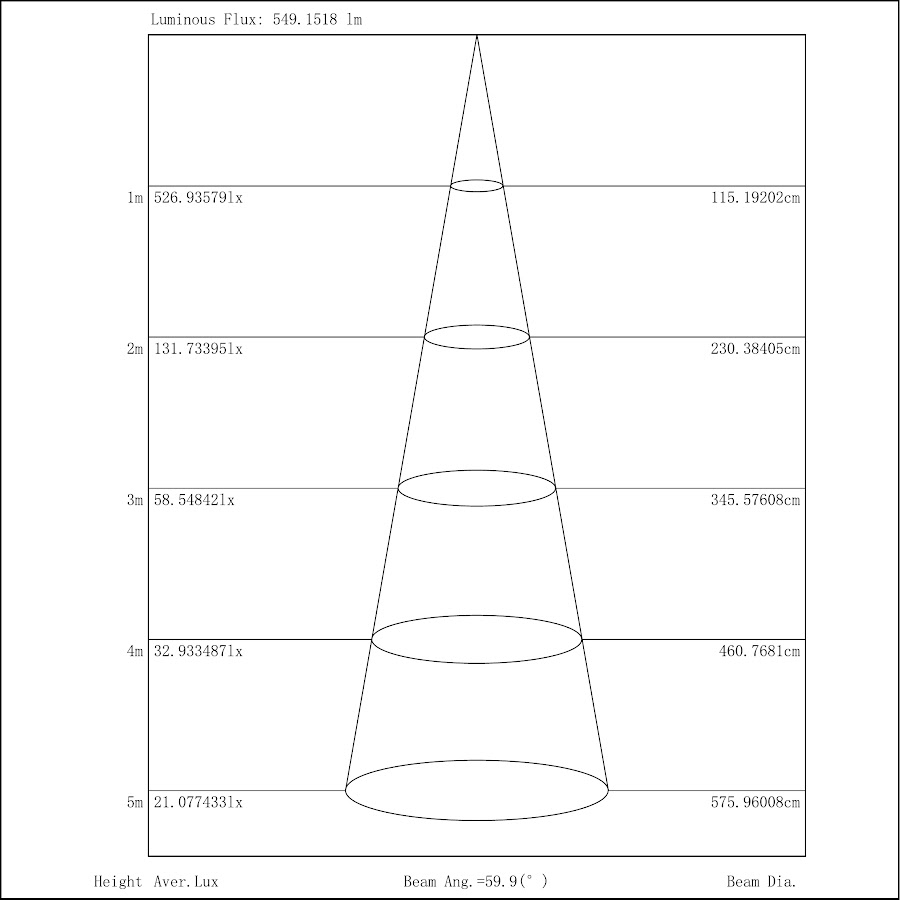 Luminous Flux: 549.1518 lm
1m 526.93579lx 115.19202cm
2m 131.73395lx 230.38405cm
3m 58.548421x 345.57608cm
4m 32.933487lx 460.7681cm
5m 21.077433lx 575.96008cm
Height Aver.Lux Beam Ang.=59.9(°) Beam Dia.